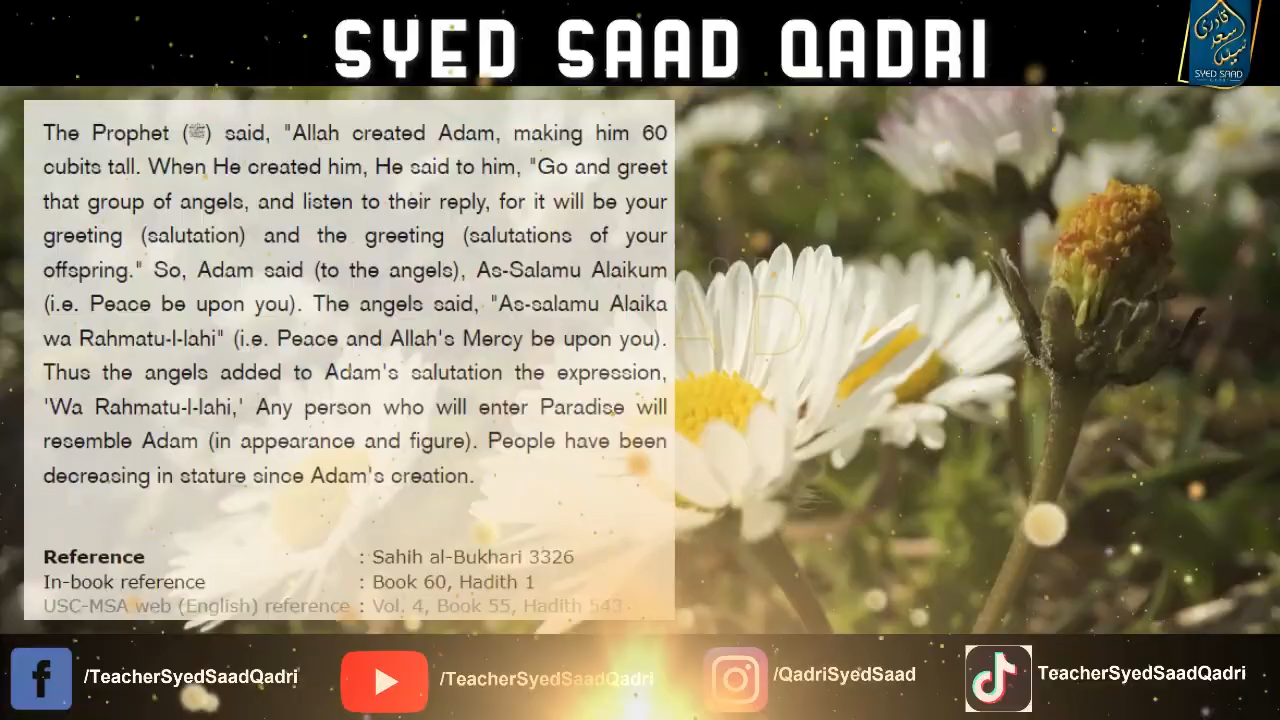 SYED SAAD QADRI
سید سعد قادری
SYED SAAD
The Prophet (ﷺ) said, "Allah created Adam, making him 60
cubits tall. When He created him, He said to him, "Go and greet
that group of angels, and listen to their reply, for it will be your
greeting (salutation) and the greeting (salutations of your
offspring." So, Adam said (to the angels), As-Salamu Alaikum
(i.e. Peace be upon you). The angels said, "As-salamu Alaika
wa Rahmatu-l-lahi" (i.e. Peace and Allah's Mercy be upon you).
Thus the angels added to Adam's salutation the expression,
'Wa Rahmatu-l-lahi,' Any person who will enter Paradise will
resemble Adam (in appearance and figure). People have been
decreasing in stature since Adam's creation.
Reference : Sahih al-Bukhari 3326
In-book reference : Book 60, Hadith 1
USC-MSA web (English) reference : Vol. 4, Book 55, Hadith 543
AD
/TeacherSyedSaadQadri
/TeacherSyedSaadQadri
/QadriSyedSaad
TeacherSyedSaadQadri